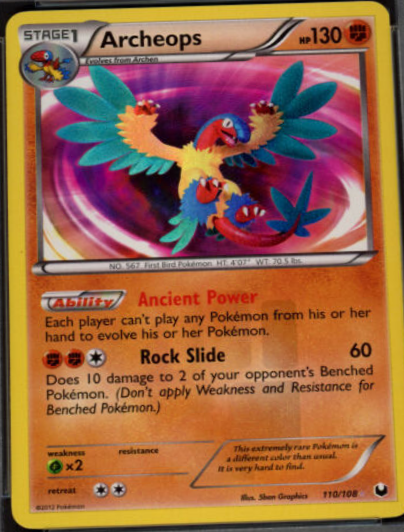 STAGE1
Archeops
HP130
Evolves from Archen
NO. 567 First Bird Pokémon HT: 4'07" WT: 70.5 lbs.
Ability Ancient Power
Each player can't play any Pokémon from his or her
hand to evolve his or her Pokémon.
Rock Slide 60
Does 10 damage to 2 of your opponent's Benched
Pokémon. (Don't apply Weakness and Resistance for
Benched Pokémon.)
weakness resistance
×2
This extremely rare Pokémon is
a different color than usual.
It is very hard to find.
retreat
©2012 Pokémon
Illus. Shen Graphics 110/108